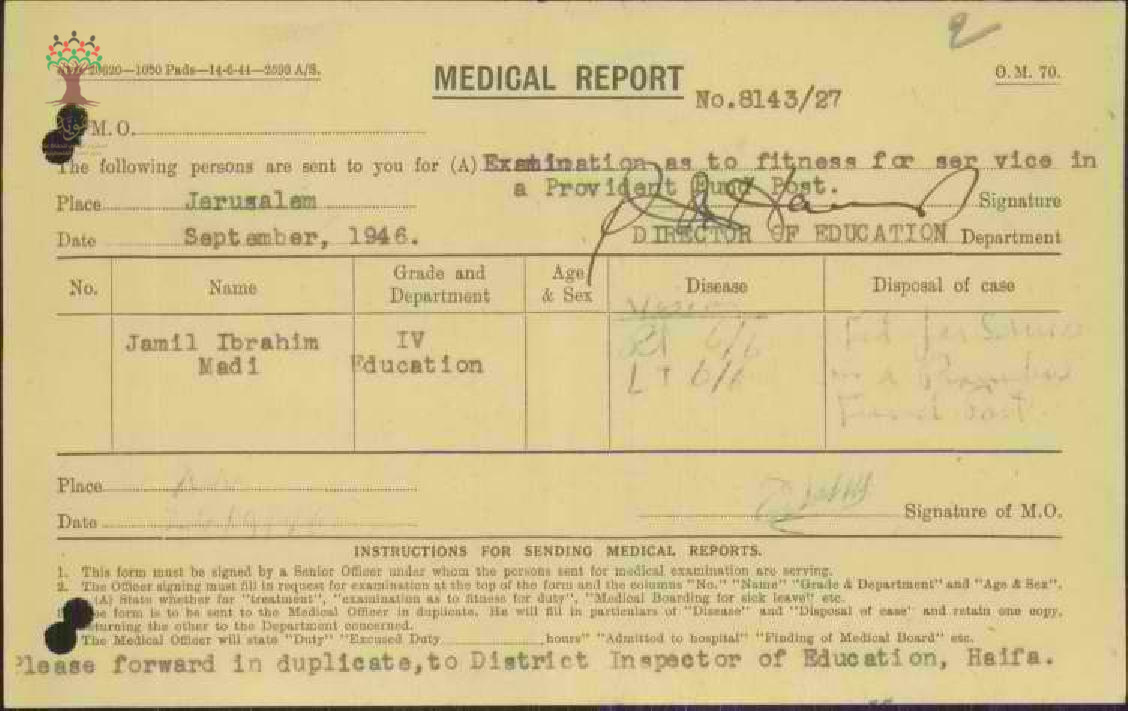 2
20620—1050 Pads—14-6-44—2500 A/S.
O.M. 70.
MEDICAL REPORT
No.8143/27
M. O.
The following persons are sent to you for (A) Examination as to fitness for ser vice in
a Provident Fund Post.
Place Jerusalem Signature
Date September, 1946. DIRECTOR OF EDUCATION Department
No. Name Grade and Department Age & Sex Disease Disposal of case
Jamil Ibrahim Madi IV Education
Rt 6/6
LT 6/6
Fit for Service
in a Provident
Fund Post
Place
Date Signature of M.O.
INSTRUCTIONS FOR SENDING MEDICAL REPORTS.
1. This form must be signed by a Senior Officer under whom the persons sent for medical examination are serving.
2. The Officer signing must fill in request for examination at the top of the form and the columns "No." "Name" "Grade & Department" and "Age & Sex".
(A) State whether for "treatment", "examination as to fitness for duty", "Medical Boarding for sick leave" etc.
form is to be sent to the Medical Officer in duplicate. He will fill in particulars of "Disease" and "Disposal of case" and retain one copy,
returning the other to the Department concerned.
The Medical Officer will state "Duty" "Excused Duty hours" "Admitted to hospital" "Finding of Medical Board" etc.
Please forward in duplicate,to District Inspector of Education, Haifa.